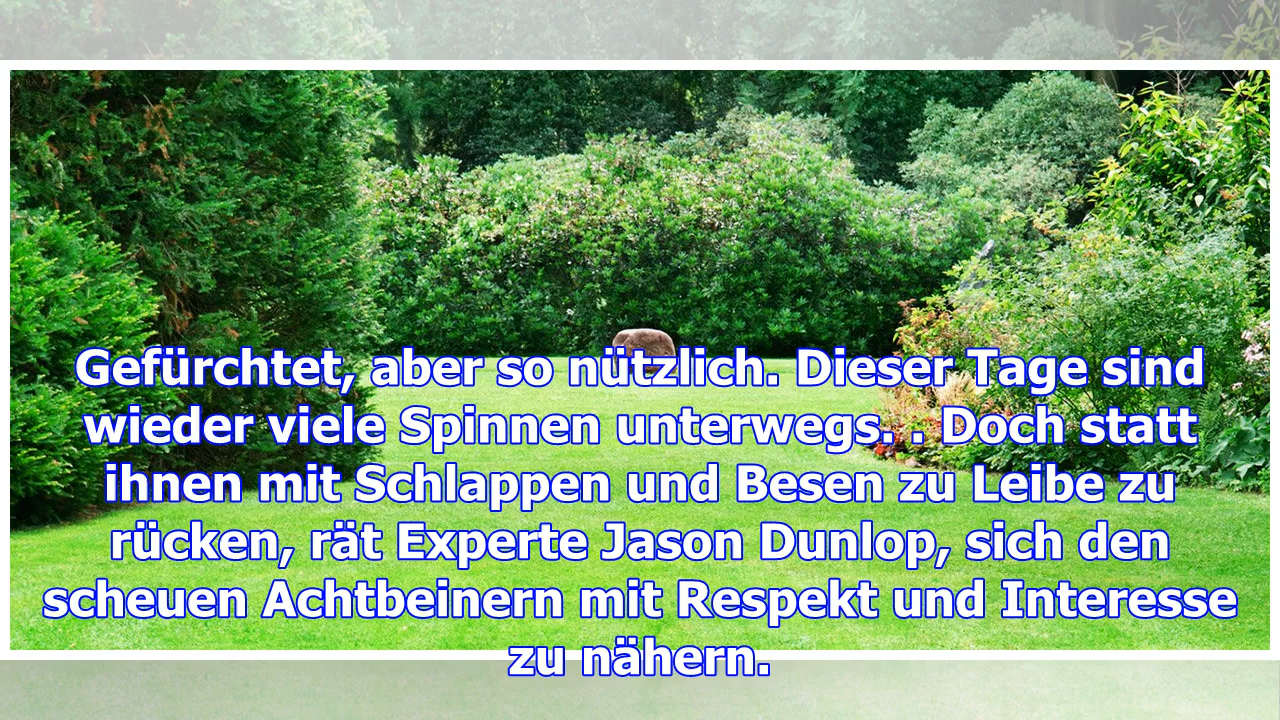 Gefürchtet, aber so nützlich. Dieser Tage sind
wieder viele Spinnen unterwegs. . Doch statt
ihnen mit Schlappen und Besen zu Leibe zu
rücken, rät Experte Jason Dunlop, sich den
scheuen Achtbeinern mit Respekt und Interesse
zu nähern.